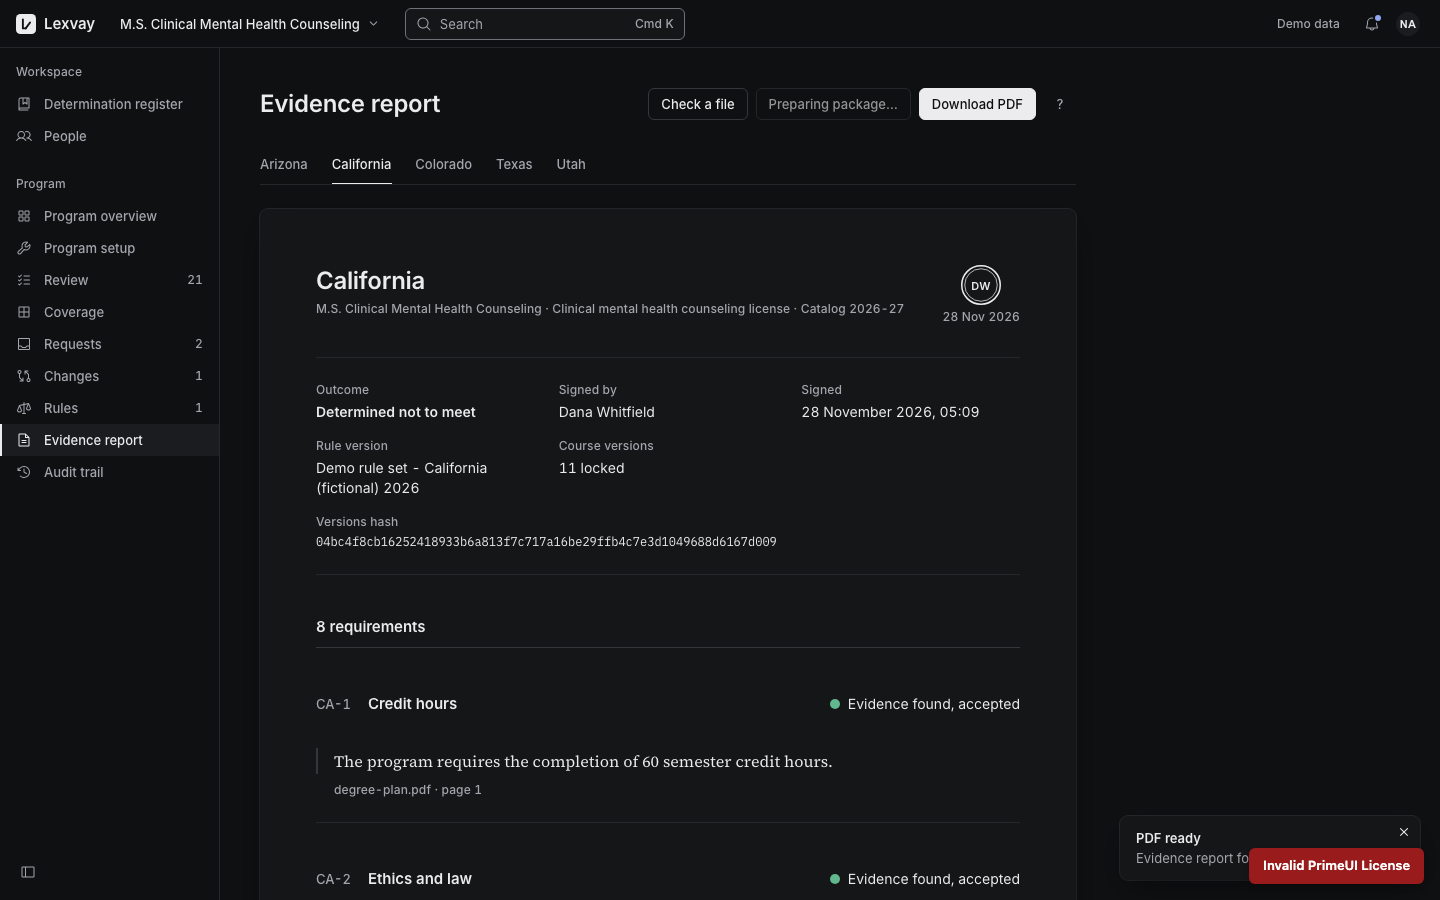 Lexvay
M.S. Clinical Mental Health Counseling
Search
Cmd K
Demo data
NA
Workspace
Determination register
People
Program
Program overview
Program setup
Review 21
Coverage
Requests 2
Changes 1
Rules 1
Evidence report
Audit trail
Evidence report
Check a file
Preparing package...
Download PDF
?
Arizona
California
Colorado
Texas
Utah
California
M.S. Clinical Mental Health Counseling · Clinical mental health counseling license · Catalog 2026-27
DW
28 Nov 2026
Outcome
Determined not to meet
Signed by
Dana Whitfield
Signed
28 November 2026, 05:09
Rule version
Demo rule set - California
(fictional) 2026
Course versions
11 locked
Versions hash
04bc4f8cb16252418933b6a813f7c717a16be29ffb4c7e3d1049688d6167d009
8 requirements
CA-1 Credit hours
Evidence found, accepted
The program requires the completion of 60 semester credit hours.
degree-plan.pdf · page 1
CA-2 Ethics and law
Evidence found, accepted
PDF ready
Evidence report fo
Invalid PrimeUI License